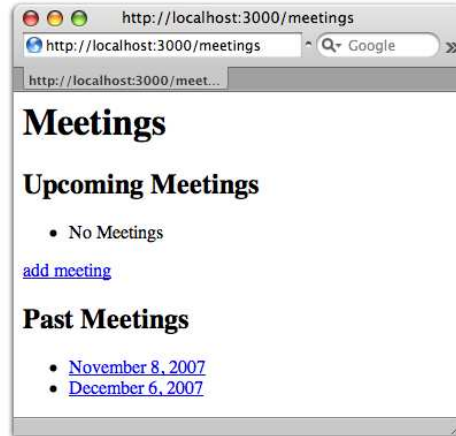 http://localhost:3000/meetings
http://localhost:3000/meetings Google
http://localhost:3000/meet...
Meetings
Upcoming Meetings
No Meetings
add meeting
Past Meetings
November 8, 2007
December 6, 2007